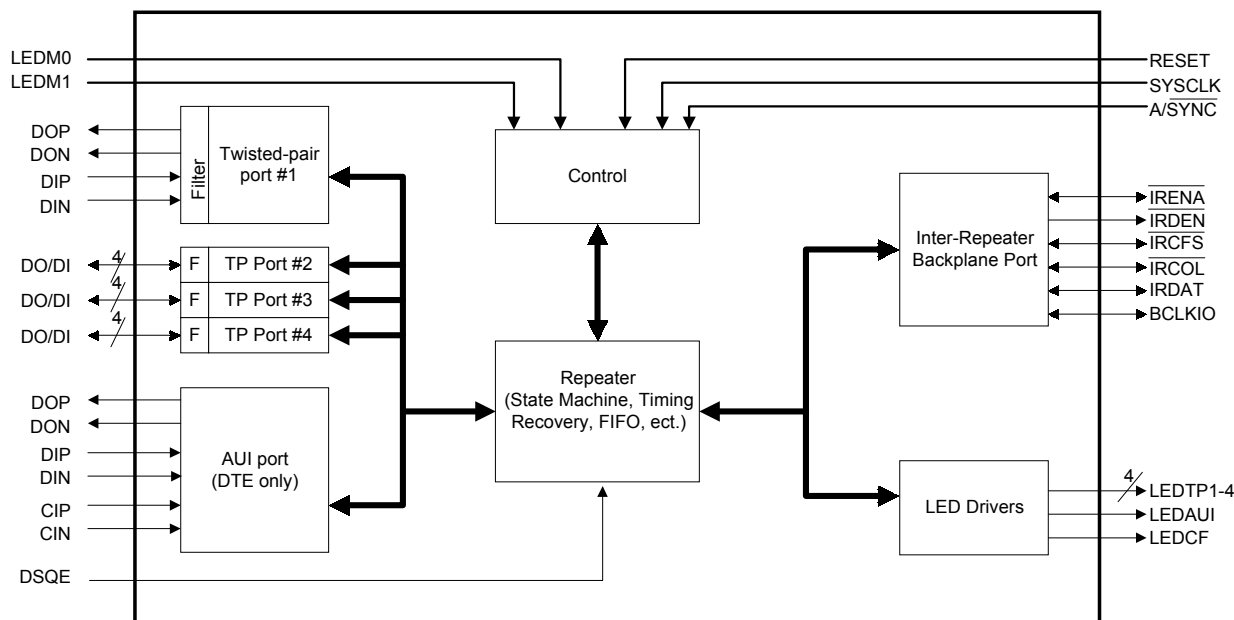 LEDM0
LEDM1
RESET
SYSCLK
A/SYNC
DOP
DON
DIP
DIN
Filter
Twisted-pair
port #1
Control
DO/DI
4
F
TP Port #2
DO/DI
4
F
TP Port #3
DO/DI
4
F
TP Port #4
Inter-Repeater
Backplane Port
IRENA
IRDEN
IRCFS
IRCOL
IRDAT
BCLKIO
DOP
DON
DIP
DIN
CIP
CIN
AUI port
(DTE only)
Repeater
(State Machine, Timing
Recovery, FIFO, ect.)
LED Drivers
4
LEDTP1-4
LEDAUI
LEDCF
DSQE